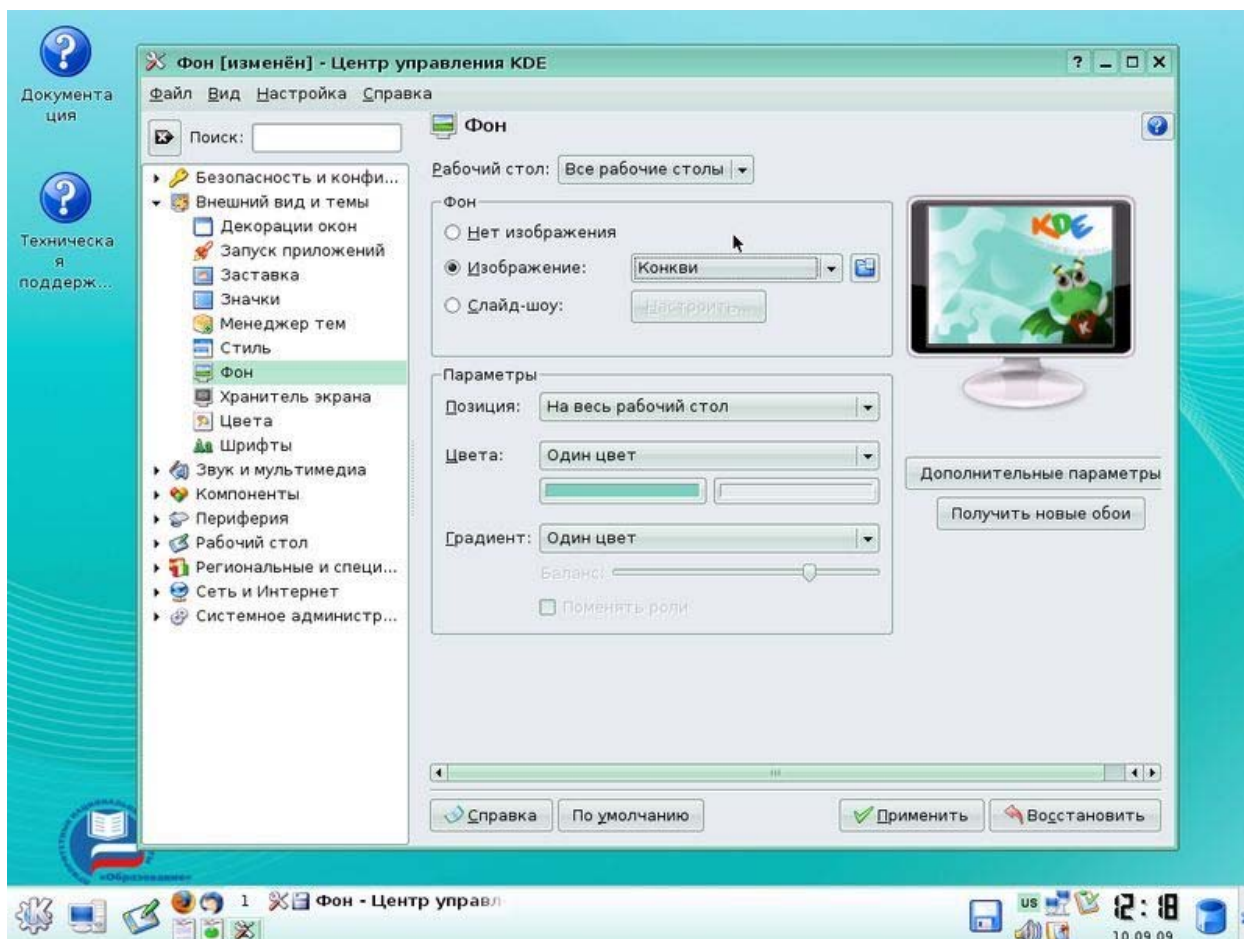 Документа
ция
Техническа
я
поддерж...
Фон [изменён] - Центр управления KDE
Файл Вид Настройка Справка
Поиск:
Безопасность и конфи...
Внешний вид и темы
Декорации окон
Запуск приложений
Заставка
Значки
Менеджер тем
Стиль
Фон
Хранитель экрана
Цвета
Шрифты
Звук и мультимедиа
Компоненты
Периферия
Рабочий стол
Региональные и специ...
Сеть и Интернет
Системное администр...
Фон
Рабочий стол: Все рабочие столы
Фон
Нет изображения
Изображение: Конкви
Слайд-шоу: Настроить...
KDE
K
Параметры
Позиция: На весь рабочий стол
Цвета: Один цвет
Градиент: Один цвет
Баланс:
Поменять роли
Дополнительные параметры
Получить новые обои
Справка По умолчанию Применить Восстановить
1 Фон - Центр управл
US
12:18
10.09.09